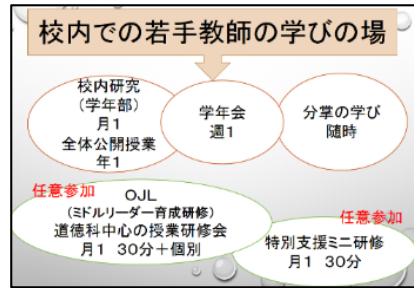 校内での若手教師の学びの場
校内研究
(学年部)
月1
全体公開授業
年1
学年会
週1
分掌の学び
随時
任意参加
OJL
(ミドルリーダー育成研修)
道徳科中心の授業研修会
月1 30分+個別
任意参加
特別支援ミニ研修
月1 30分